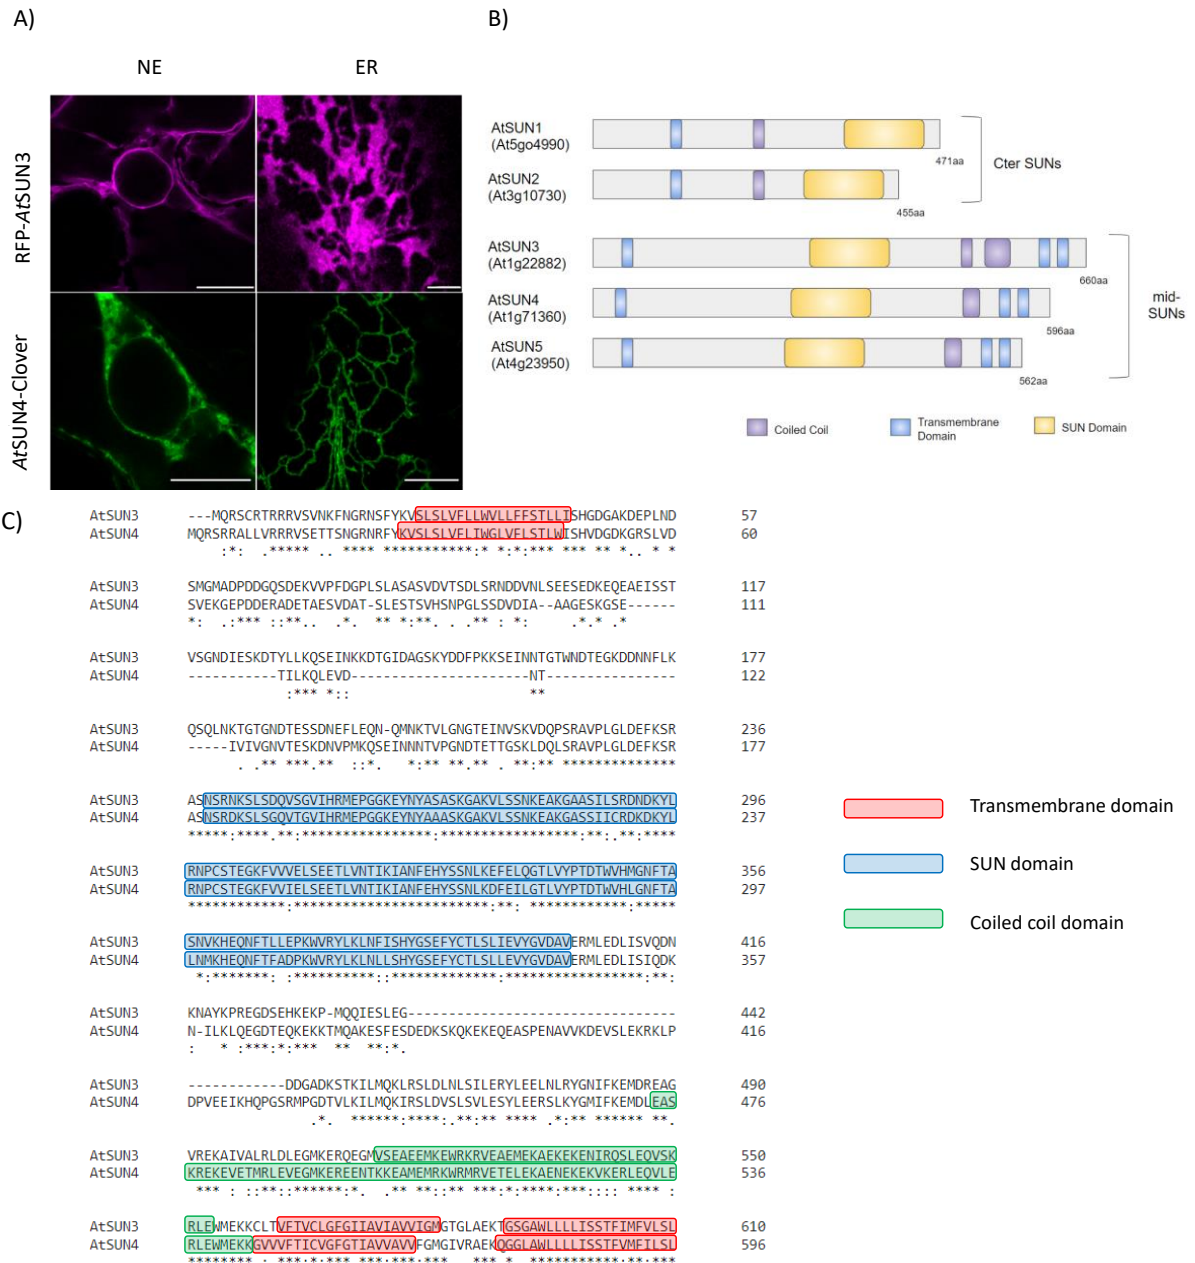 A)
B)
NE
ER
RFP-AtSUN3
AtSUN4-Clover
AtSUN1
(At5go4990)
471aa
Cter SUNs
AtSUN2
(At3g10730)
455aa
AtSUN3
(At1g22882)
660aa
AtSUN4
(At1g71360)
596aa
mid-
SUNs
AtSUN5
(At4g23950)
562aa
Coiled Coil
Transmembrane
Domain
SUN Domain
C)
AtSUN3 ---MQRSCRTRRRVSVNKFNGRNSFYKVSLSLVFLLWVLLFFSTLLISHGDGAKDEPLND 57
AtSUN4 MQRSRRALLVRRRVSETTSNGRNRFYKVSLSLVFLIWGLVFLSTLWISHVDGDKGRSLVD 60
:*: .:***** .. **** *************:* *:*:*** *** ** *.. : *
AtSUN3 SMGMADPDDGQSDEKVVPFDGPLSLASASVDVTSDLSRNDDVNLSEESEDKEQEAEISST 117
AtSUN4 SVEKGEPDDERADETAESVDAT-SLESTSVHSNPGLSSDVDIA--AAGESKGSE------ 111
*: .:*** ::**.. .*. ** *:**. . .** : *: .*.* .*
AtSUN3 VSGNDIESKDTYLLKQSEINKKDTGIDAGSKYDDFPKKSEINNTGTWNDTEGKDDNNFLK 177
AtSUN4 -----------TILKQLEVD----------------------NT---------------- 122
:*** *:: **
AtSUN3 QSQLNKTGTGNDTESSDNEFLEQN-QMNKTVLGNGTEINVSKVDQPSRAVPLGLDEFKSR 236
AtSUN4 -----IVIVGNVTESKDNVPMKQSEINNNTVPGNDTETTGSKLDQLSRAVPLGLDEFKSR 177
. .** ***.** ::*. *:** **.** . **:** **************
AtSUN3 ASNSRNKSLSDQVSGVIHRMEPGGKEYNYASASKGAKVLSSNKEAKGAASILSRDNDKYL 296
AtSUN4 ASNSRDKSLSGQVTGVIHRMEPGGKEYNYAAASKGAKVLSSNKEAKGASSIICRDKDKYL 237
*****:****.**:****************:*****************:**:.**:****
AtSUN3 RNPCSTEGKFVVVELSEETLVNTIKIANFEHYSSNLKEFELQGTLVYPTDTWVHMGNFTA 356
AtSUN4 RNPCSTEGKFVVIELSEETLVNTIKIANFEHYSSNLKDFEILGTLVYPTDTWVHLGNFTA 297
************:************************:**: ************:*****
AtSUN3 SNVKHEQNFTLLEPKWVRYLKLNFISHYGSEFYCTLSLIEVYGVDAVERMLEDLISVQDN 416
AtSUN4 LNMKHEQNFTFADPKWVRYLKLNLLSHYGSEFYCTLSLLEVYGVDAVERMLEDLISIQDK 357
*:*******: :**********::*************:*****************:**:
AtSUN3 KNAYKPREGDSEHKEKP-MQQIESLEG--------------------------------- 442
AtSUN4 N-ILKLQEGDTEQKEKKTMQAKESFESDEDKSKQKEKEQEASPENAVVKDEVSLEKRKLP 416
: * :***:*:*** ** **:*.
AtSUN3 ------------DDGADKSTKILMQKLRSLDLNLSILERYLEELNLRYGNIFKEMDREAG 490
AtSUN4 DPVEEIKHQPGSRMPGDTVLKILMQKIRSLDVSLSVLESYLEERSLKYGMIFKEMDLEAS 476
.*. ******:****:.**:** **** .*:** ****** **.
AtSUN3 VREKAIVALRLDLEGMKERQEGMVSEAEEMKEWRKRVEAEMEKAEKEKENIRQSLEQVSK 550
AtSUN4 KREKEVETMRLEVEGMKEREENTKKEAMEMRKWRMRVETELEKAENEKEKVKERLEQVLE 536
*** : ::**::******:*. .** **::** ***:*:****:***:::: **** :
AtSUN3 RLEWMEKKCLTVFTVCLGFGIIAVIAVVIGMGTGLAEKTGSGAWLLLLISSTFIMFVLSL 610
AtSUN4 RLEWMEKKGVVVFTICVGFGTIAVVAVVFGMGIVRAEKQGGLAWLLLLISSTFVMFILSL 596
******** . ***:*:*** ***:***:*** *** * ***********:**:***
Transmembrane domain
SUN domain
Coiled coil domain